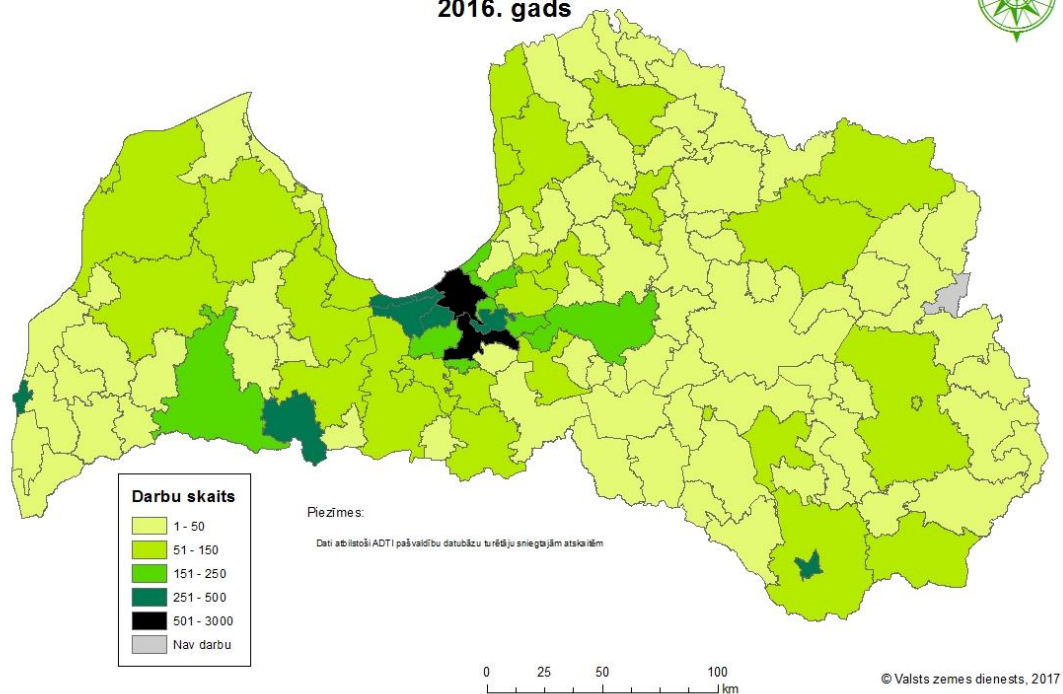 2016. gads
Darbu skaits
1 - 50
51 - 150
151 - 250
251 - 500
501 - 3000
Nav darbu
Piezīmes:
Dati atbilstoši ADTI pašvaldību datubāzu turētāju sniegtajām atskaitēm
0 25 50 100
km
© Valsts zemes dienests, 2017